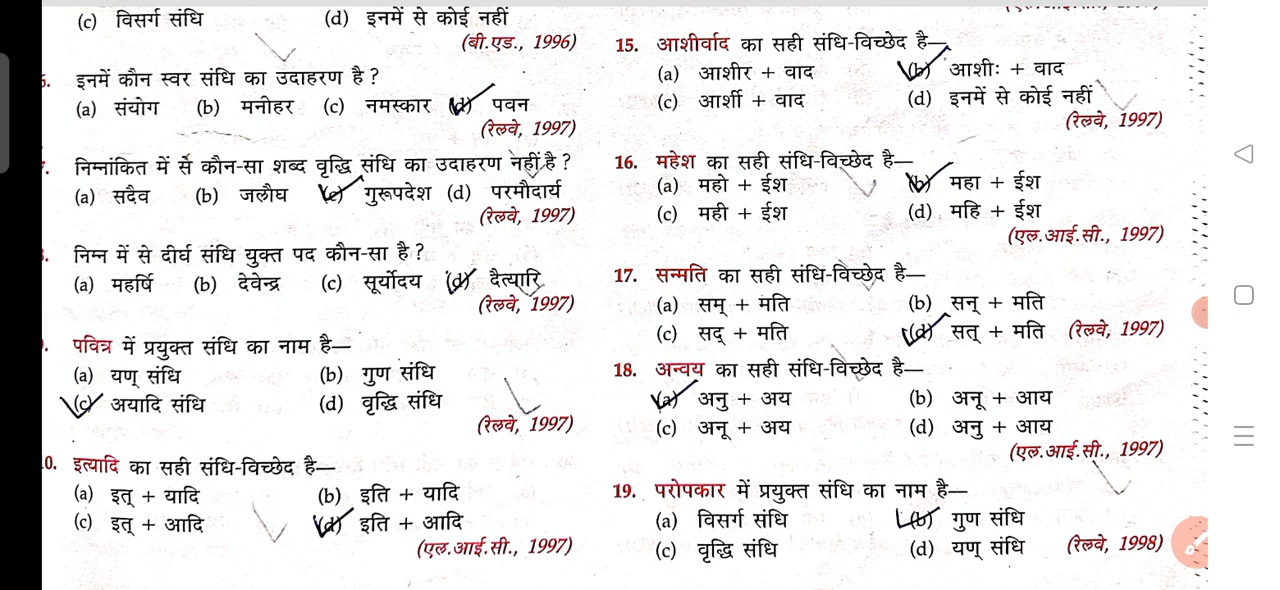 (c) विसर्ग संधि (d) इनमें से कोई नहीं
(बी.एड., 1996)
6. इनमें कौन स्वर संधि का उदाहरण है ?
(a) संयोग (b) मनीहर (c) नमस्कार (d) पवन
(रेलवे, 1997)
7. निम्नांकित में से कौन-सा शब्द वृद्धि संधि का उदाहरण नहीं है ?
(a) सदैव (b) जलौघ (c) गुरूपदेश (d) परमौदार्य
(रेलवे, 1997)
8. निम्न में से दीर्घ संधि युक्त पद कौन-सा है ?
(a) महर्षि (b) देवेन्द्र (c) सूर्योदय (d) दैत्यारि
(रेलवे, 1997)
पवित्र में प्रयुक्त संधि का नाम है—
(a) यण् संधि (b) गुण संधि
(c) अयादि संधि (d) वृद्धि संधि
(रेलवे, 1997)
10. इत्यादि का सही संधि-विच्छेद है—
(a) इत् + यादि (b) इति + यादि
(c) इत् + आदि (d) इति + आदि
(एल.आई.सी., 1997)
15. आशीर्वाद का सही संधि-विच्छेद है—
(a) आशीर + वाद (b) आशीः + वाद
(c) आर्शी + वाद (d) इनमें से कोई नहीं
(रेलवे, 1997)
16. महेश का सही संधि-विच्छेद है—
(a) महो + ईश (b) महा + ईश
(c) मही + ईश (d) महि + ईश
(एल.आई.सी., 1997)
17. सन्मति का सही संधि-विच्छेद है—
(a) सम् + मति (b) सन् + मति
(c) सद् + मति (d) सत् + मति (रेलवे, 1997)
18. अन्वय का सही संधि-विच्छेद है—
(a) अनु + अय (b) अनू + आय
(c) अनू + अय (d) अनु + आय
(एल.आई.सी., 1997)
19. परोपकार में प्रयुक्त संधि का नाम है—
(a) विसर्ग संधि (b) गुण संधि
(c) वृद्धि संधि (d) यण् संधि (रेलवे, 1998)